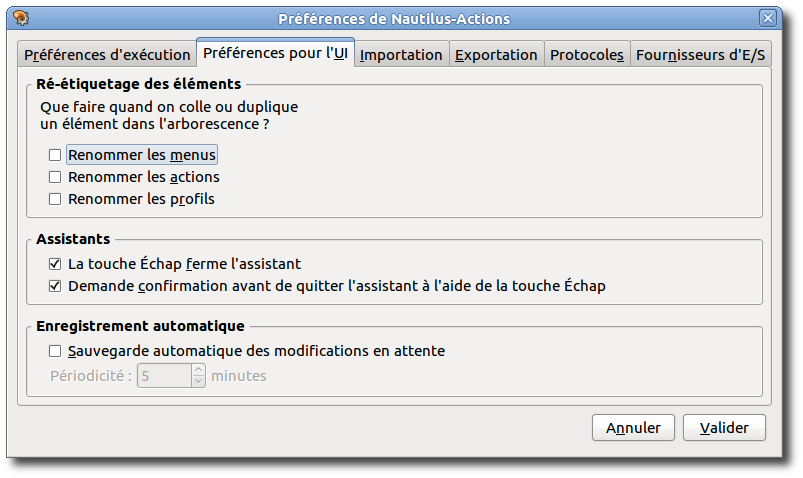 Préférences de Nautilus-Actions
Préférences d'exécution Préférences pour l'UI Importation Exportation Protocoles Fournisseurs d'E/S
Ré-étiquetage des éléments
Que faire quand on colle ou duplique
un élément dans l'arborescence ?
Renommer les menus
Renommer les actions
Renommer les profils
Assistants
La touche Échap ferme l'assistant
Demande confirmation avant de quitter l'assistant à l'aide de la touche Échap
Enregistrement automatique
Sauvegarde automatique des modifications en attente
Périodicité : 5 minutes
Annuler Valider